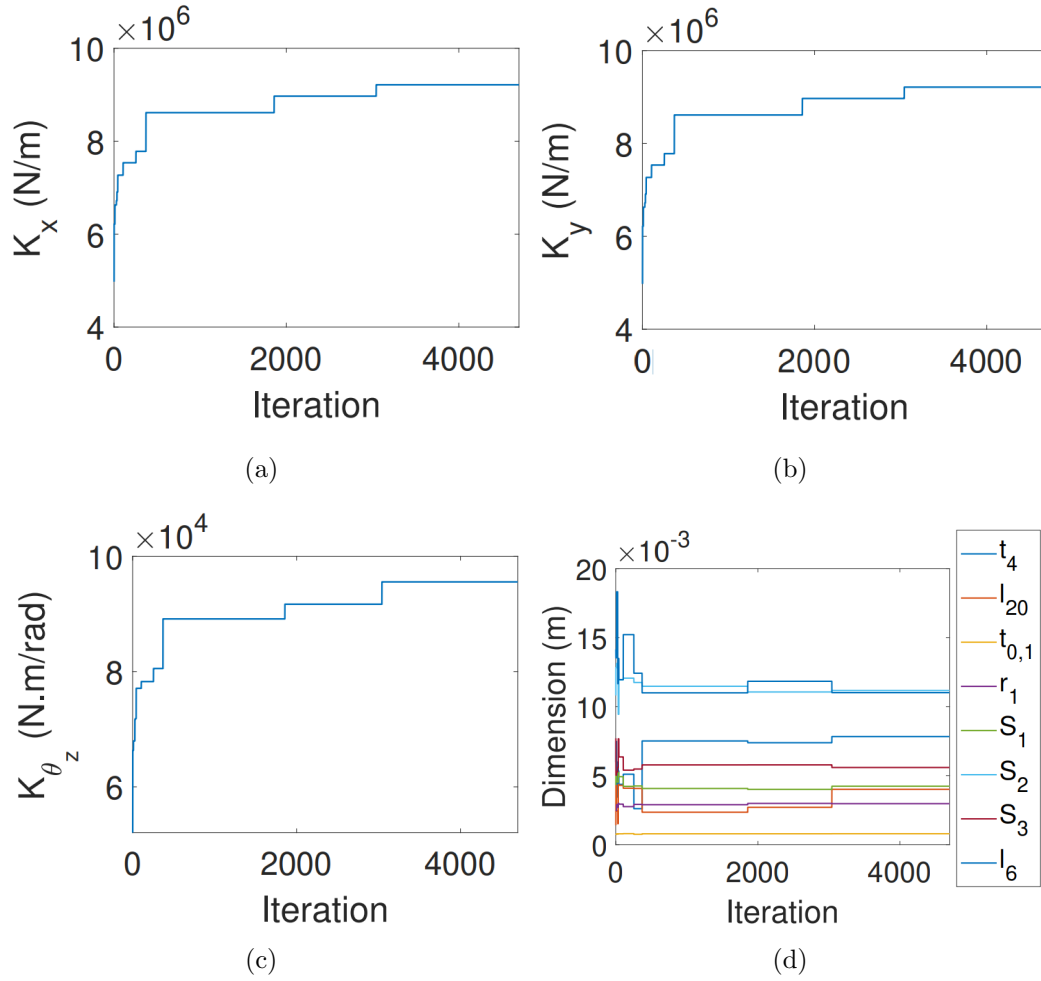 × 10^6
10
8
6
4
K_x (N/m)
0 2000 4000
Iteration
(a)
× 10^6
10
8
6
4
K_y (N/m)
0 2000 4000
Iteration
(b)
× 10^4
10
8
6
K_θ_z (N.m/rad)
0 2000 4000
Iteration
(c)
× 10^-3
20
15
10
5
0
Dimension (m)
0 2000 4000
Iteration
t_4
l_20
t_0,1
r_1
S_1
S_2
S_3
l_6
(d)